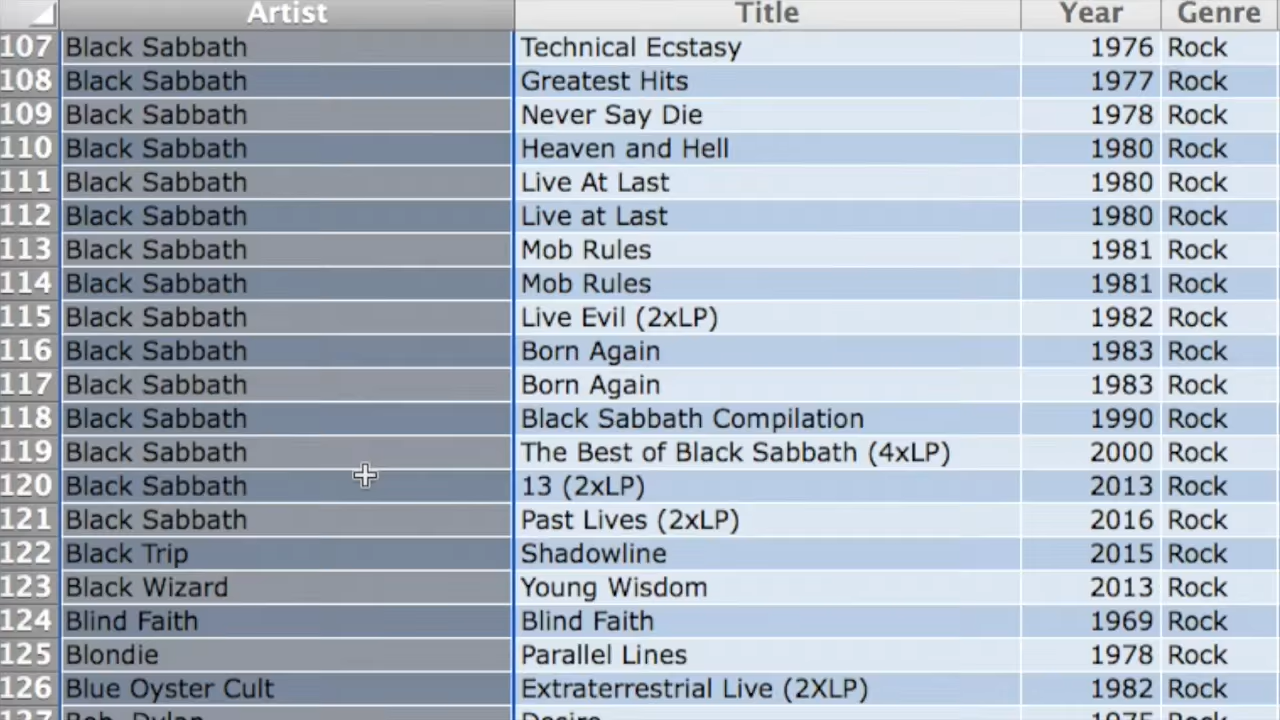 Artist Title Year Genre
107 Black Sabbath Technical Ecstasy 1976 Rock
108 Black Sabbath Greatest Hits 1977 Rock
109 Black Sabbath Never Say Die 1978 Rock
110 Black Sabbath Heaven and Hell 1980 Rock
111 Black Sabbath Live At Last 1980 Rock
112 Black Sabbath Live at Last 1980 Rock
113 Black Sabbath Mob Rules 1981 Rock
114 Black Sabbath Mob Rules 1981 Rock
115 Black Sabbath Live Evil (2xLP) 1982 Rock
116 Black Sabbath Born Again 1983 Rock
117 Black Sabbath Born Again 1983 Rock
118 Black Sabbath Black Sabbath Compilation 1990 Rock
119 Black Sabbath The Best of Black Sabbath (4xLP) 2000 Rock
120 Black Sabbath 13 (2xLP) 2013 Rock
121 Black Sabbath Past Lives (2xLP) 2016 Rock
122 Black Trip Shadowline 2015 Rock
123 Black Wizard Young Wisdom 2013 Rock
124 Blind Faith Blind Faith 1969 Rock
125 Blondie Parallel Lines 1978 Rock
126 Blue Oyster Cult Extraterrestrial Live (2XLP) 1982 Rock
127 Bob Dylan Desire 1975 Rock